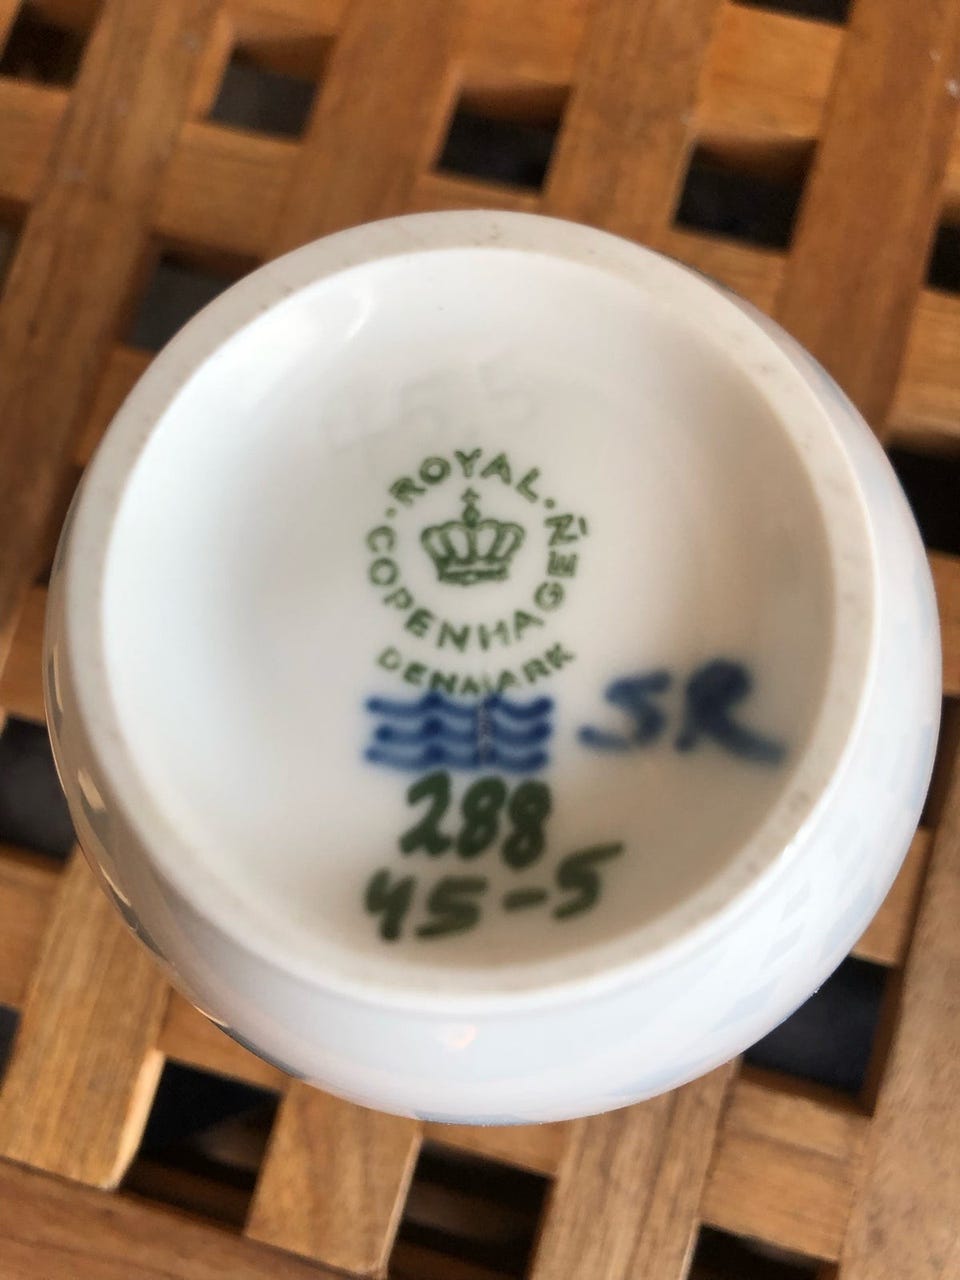 ROYAL
COPENHAGEN
DENMARK
SR
288
45-5